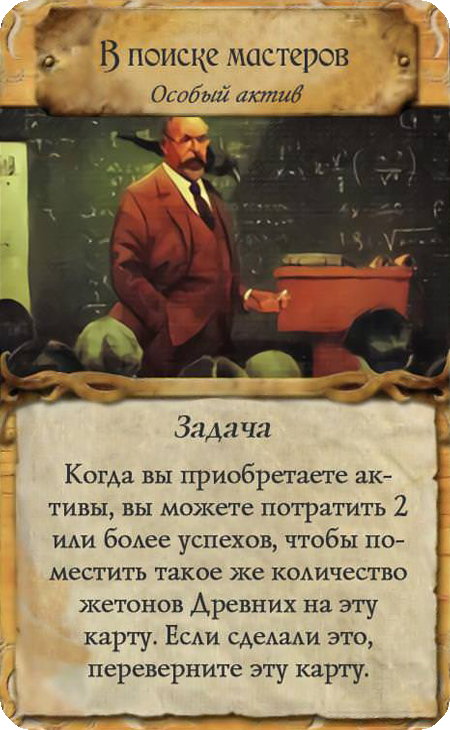 В поиске мастеров
Особый актив
Задача
Когда вы приобретаете ак-
тивы, вы можете потратить 2
или более успехов, чтобы по-
местить такое же количество
жетонов Древних на эту
карту. Если сделали это,
переверните эту карту.